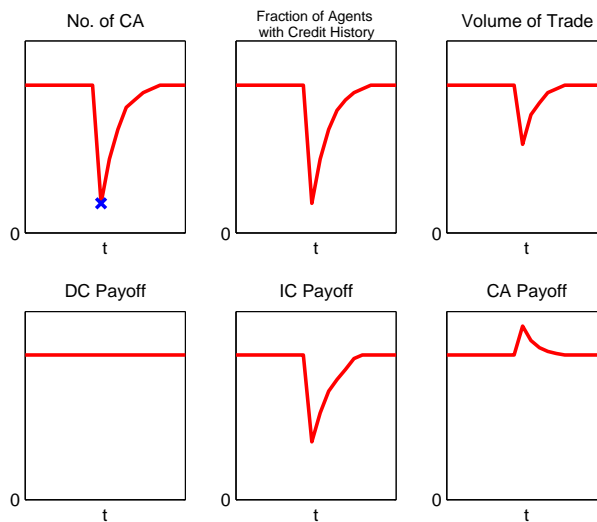 No. of CA
Fraction of Agents
with Credit History
Volume of Trade
0
t
0
t
0
t
DC Payoff
IC Payoff
CA Payoff
0
t
0
t
0
t